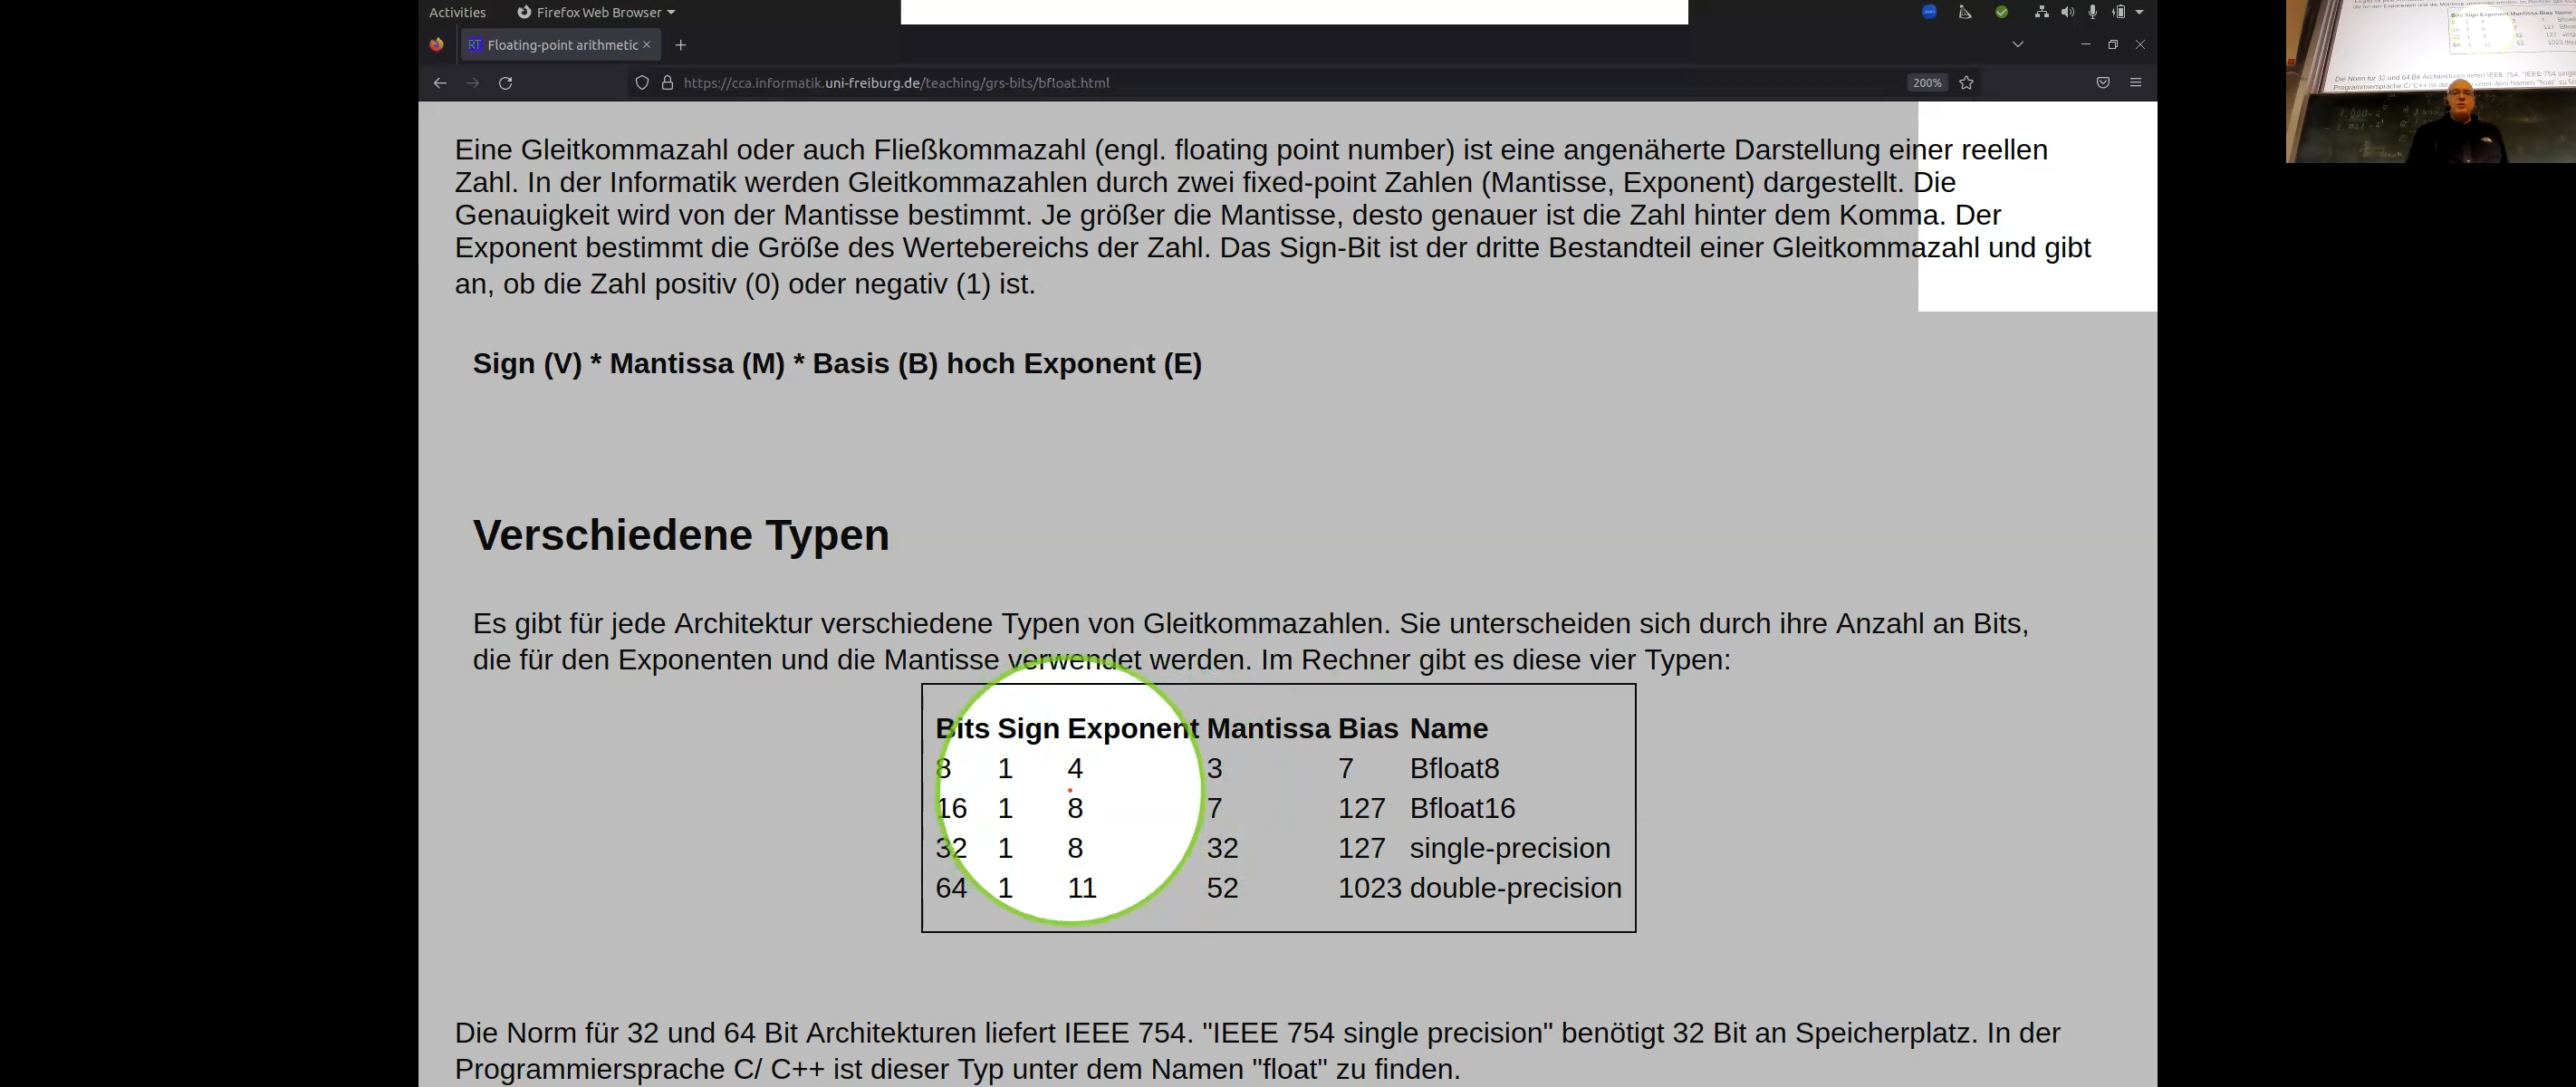 Activities
Firefox Web Browser
Floating-point arithmetic
https://cca.informatik.uni-freiburg.de/teaching/grs-bits/bfloat.html
200%
Eine Gleitkommazahl oder auch Fließkommazahl (engl. floating point number) ist eine angenäherte Darstellung einer reellen
Zahl. In der Informatik werden Gleitkommazahlen durch zwei fixed-point Zahlen (Mantisse, Exponent) dargestellt. Die
Genauigkeit wird von der Mantisse bestimmt. Je größer die Mantisse, desto genauer ist die Zahl hinter dem Komma. Der
Exponent bestimmt die Größe des Wertebereichs der Zahl. Das Sign-Bit ist der dritte Bestandteil einer Gleitkommazahl und gibt
an, ob die Zahl positiv (0) oder negativ (1) ist.
Sign (V) * Mantissa (M) * Basis (B) hoch Exponent (E)
Verschiedene Typen
Es gibt für jede Architektur verschiedene Typen von Gleitkommazahlen. Sie unterscheiden sich durch ihre Anzahl an Bits,
die für den Exponenten und die Mantisse verwendet werden. Im Rechner gibt es diese vier Typen:
Bits Sign Exponent Mantissa Bias Name
8 1 4 3 7 Bfloat8
16 1 8 7 127 Bfloat16
32 1 8 32 127 single-precision
64 1 11 52 1023 double-precision
Die Norm für 32 und 64 Bit Architekturen liefert IEEE 754. "IEEE 754 single precision" benötigt 32 Bit an Speicherplatz. In der
Programmiersprache C/ C++ ist dieser Typ unter dem Namen "float" zu finden.